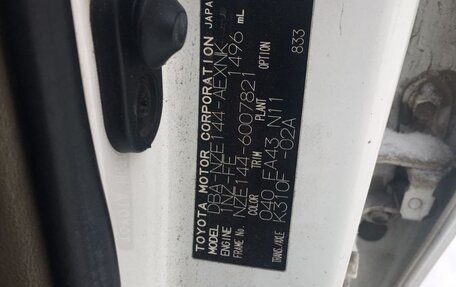 TOYOTA MOTOR CORPORATION JAPAN
MODEL DBA-NZE144-AEXNK
ENGINE 1NZ-FE 1496 mL
FRAME No. NZE144-6007821
COLOR TRIM PLANT OPTION
040 EA43 N11 833
TRANS./AXLE K310F -02A